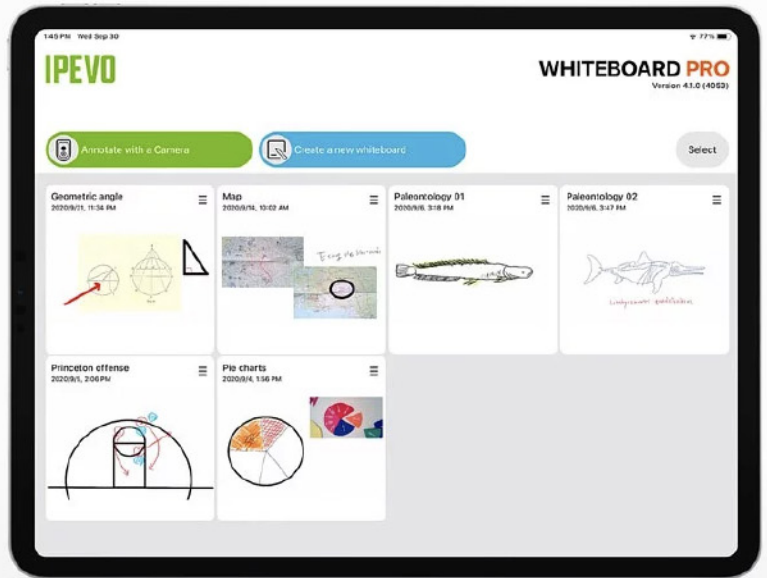 1:45 PM Wed Sep 30
77%
IPEVO
WHITEBOARD PRO
Version 4.1.0 (4053)
Annotate with a Camera
Create a new whiteboard
Select
Geometric angle
2020/9/21, 11:34 PM
Map
2020/9/14, 10:02 AM
Paleontology 01
2020/9/6, 3:18 PM
Paleontology 02
2020/9/6, 3:47 PM
Princeton offense
2020/9/5, 2:06 PM
Pie charts
2020/9/4, 1:56 PM